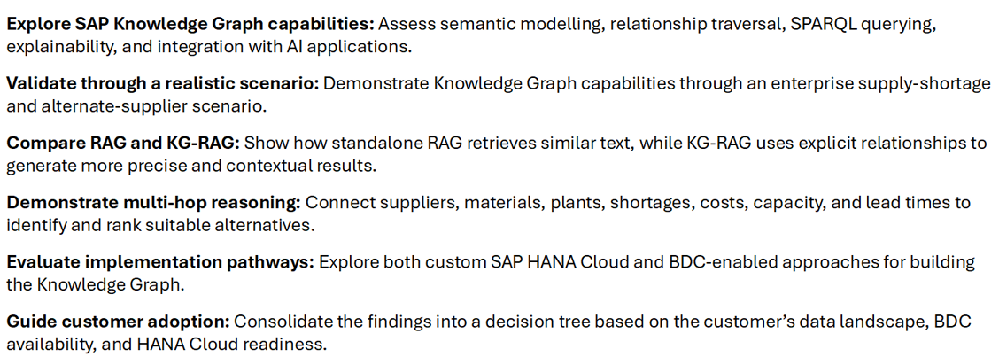 Explore SAP Knowledge Graph capabilities: Assess semantic modelling, relationship traversal, SPARQL querying,
explainability, and integration with AI applications.
Validate through a realistic scenario: Demonstrate Knowledge Graph capabilities through an enterprise supply-shortage
and alternate-supplier scenario.
Compare RAG and KG-RAG: Show how standalone RAG retrieves similar text, while KG-RAG uses explicit relationships to
generate more precise and contextual results.
Demonstrate multi-hop reasoning: Connect suppliers, materials, plants, shortages, costs, capacity, and lead times to
identify and rank suitable alternatives.
Evaluate implementation pathways: Explore both custom SAP HANA Cloud and BDC-enabled approaches for building
the Knowledge Graph.
Guide customer adoption: Consolidate the findings into a decision tree based on the customer’s data landscape, BDC
availability, and HANA Cloud readiness.